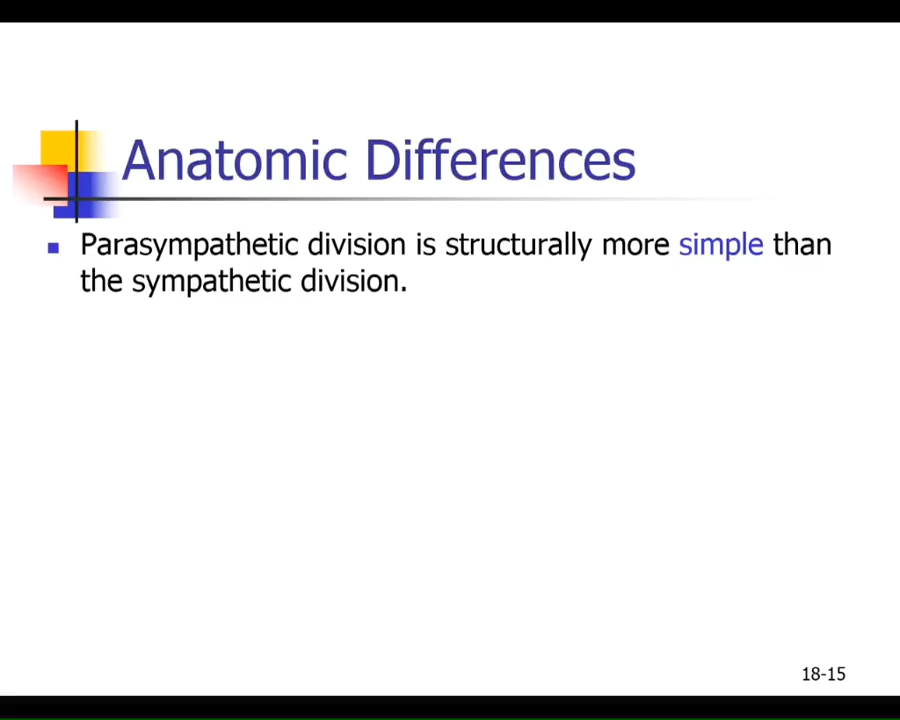 Anatomic Differences
Parasympathetic division is structurally more simple than
the sympathetic division.
18-15